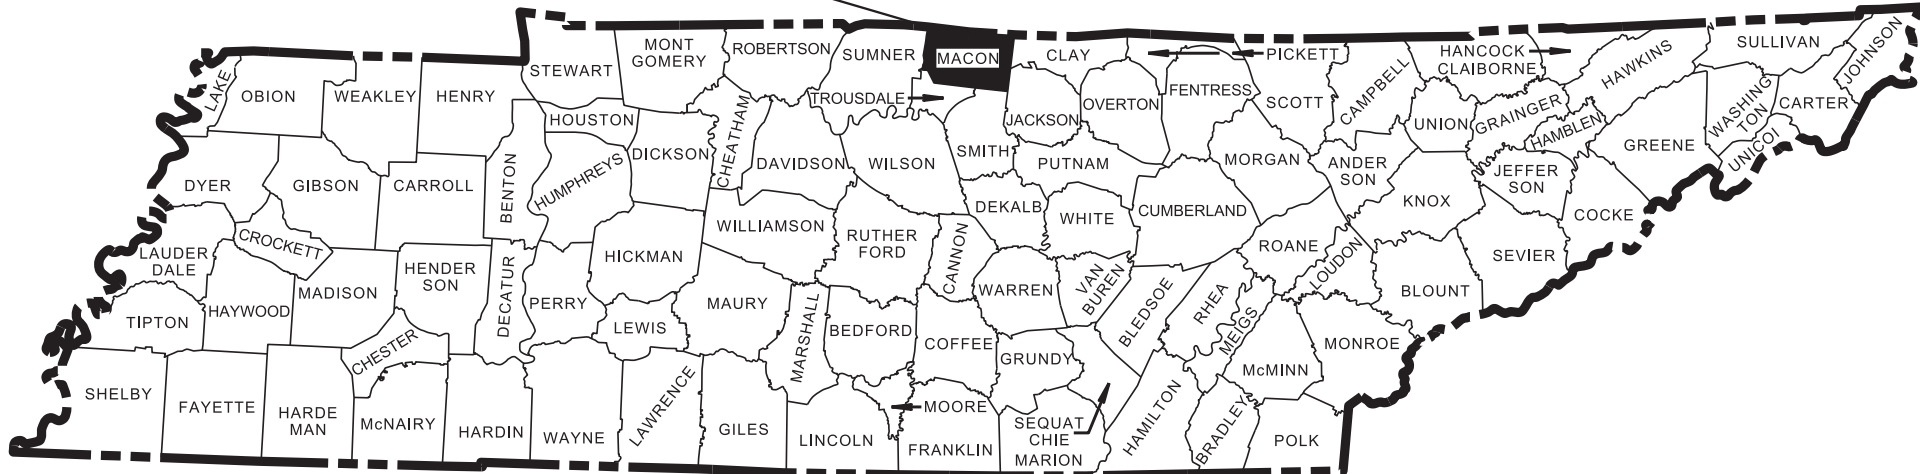 LAKE
OBION
WEAKLEY
HENRY
STEWART
MONT
GOMERY
ROBERTSON
SUMNER
MACON
CLAY
PICKETT
HANCOCK
CLAIBORNE
HAWKINS
SULLIVAN
JOHNSON
TROUSDALE
HOUSTON
CHEATHAM
JACKSON
OVERTON
FENTRESS
SCOTT
CAMPBELL
UNION
GRAINGER
HAMBLEN
WASHING
TON
CARTER
UNICOI
GREENE
DYER
GIBSON
CARROLL
BENTON
HUMPHREYS
DICKSON
DAVIDSON
WILSON
SMITH
PUTNAM
MORGAN
ANDER
SON
JEFFER
SON
KNOX
COCKE
LAUDER
DALE
CROCKETT
WILLIAMSON
RUTHER
FORD
CANNON
DEKALB
WHITE
CUMBERLAND
ROANE
LOUDON
SEVIER
BLOUNT
HAYWOOD
MADISON
HENDER
SON
DECATUR
PERRY
HICKMAN
MAURY
MARSHALL
WARREN
VAN
BUREN
BLEDSOE
RHEA
MEIGS
TIPTON
CHESTER
LEWIS
BEDFORD
COFFEE
GRUNDY
McMINN
MONROE
SHELBY
FAYETTE
HARDE
MAN
McNAIRY
HARDIN
WAYNE
LAWRENCE
GILES
LINCOLN
MOORE
FRANKLIN
SEQUAT
CHIE
MARION
HAMILTON
BRADLEY
POLK